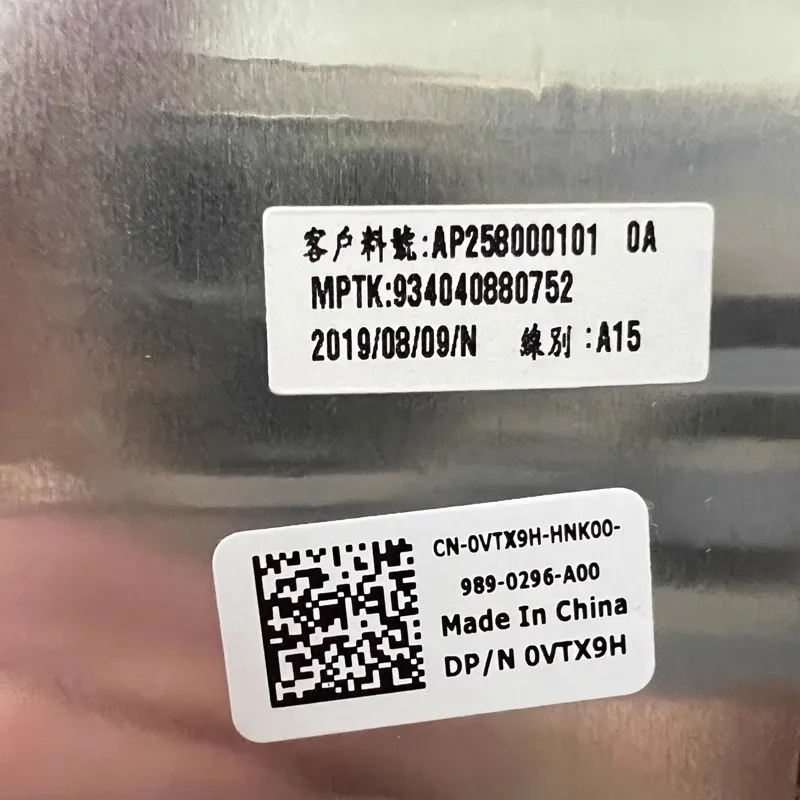 客户料號:AP258000101 0A
MPTK:934040880752
2019/08/09/N 線別:A15
CN-0VTX9H-HNK00-
989-0296-A00
Made In China
DP/N 0VTX9H